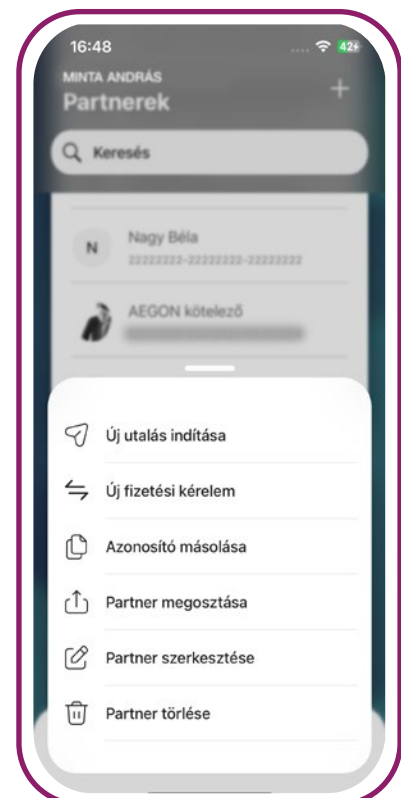 16:48
42
MINTA ANDRÁS
Partnerek
Keresés
N
Nagy Béla
22222222-22222222-22222222
AEGON kötelező
Új utalás indítása
Új fizetési kérelem
Azonosító másolása
Partner megosztása
Partner szerkesztése
Partner törlése